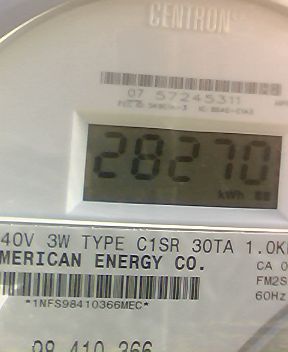 CENTRON
07 57245311
28270
kWh
40V 3W TYPE C1SR 30TA 1.0K
MERICAN ENERGY CO.
CA 0
FM2S
*1NFS98410366MEC*
60Hz
98 410 366